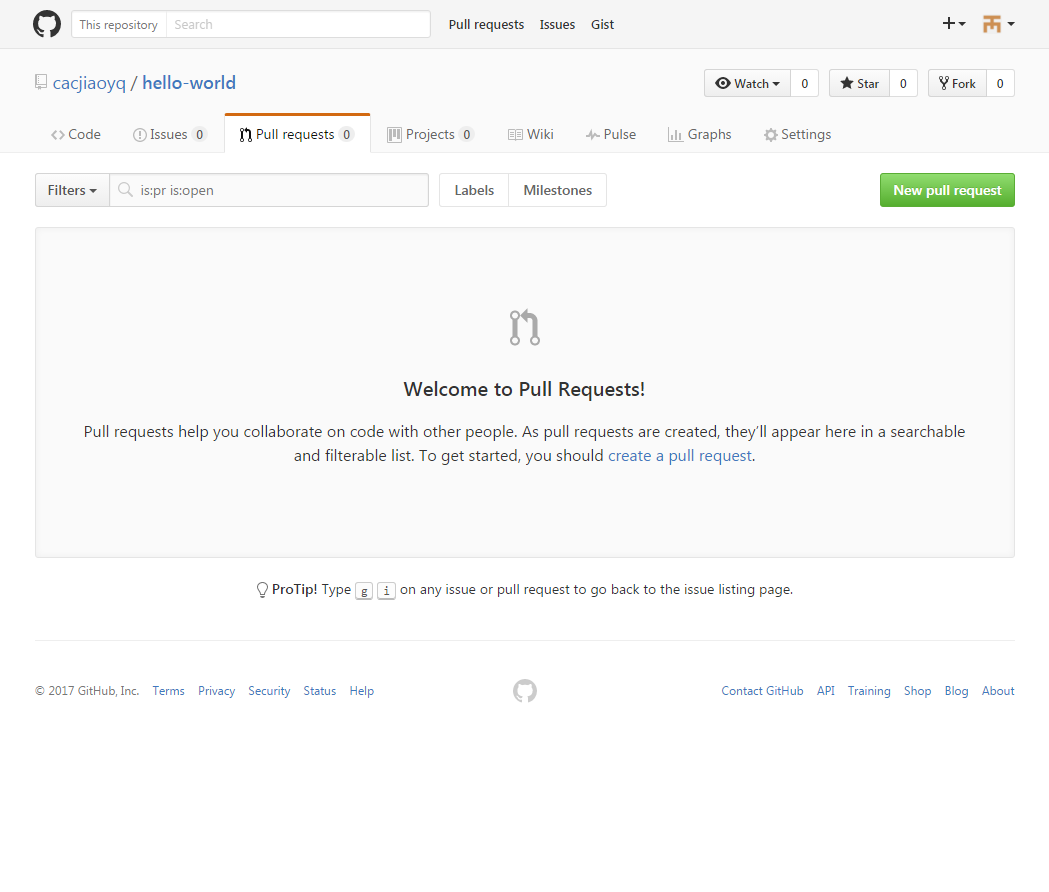 This repository Search Pull requests Issues Gist
cacjiaoyq / hello-world Watch 0 Star 0 Fork 0
Code Issues 0 Pull requests 0 Projects 0 Wiki Pulse Graphs Settings
Filters is:pr is:open Labels Milestones New pull request
Welcome to Pull Requests!
Pull requests help you collaborate on code with other people. As pull requests are created, they’ll appear here in a searchable
and filterable list. To get started, you should create a pull request.
ProTip! Type g i on any issue or pull request to go back to the issue listing page.
© 2017 GitHub, Inc. Terms Privacy Security Status Help Contact GitHub API Training Shop Blog About